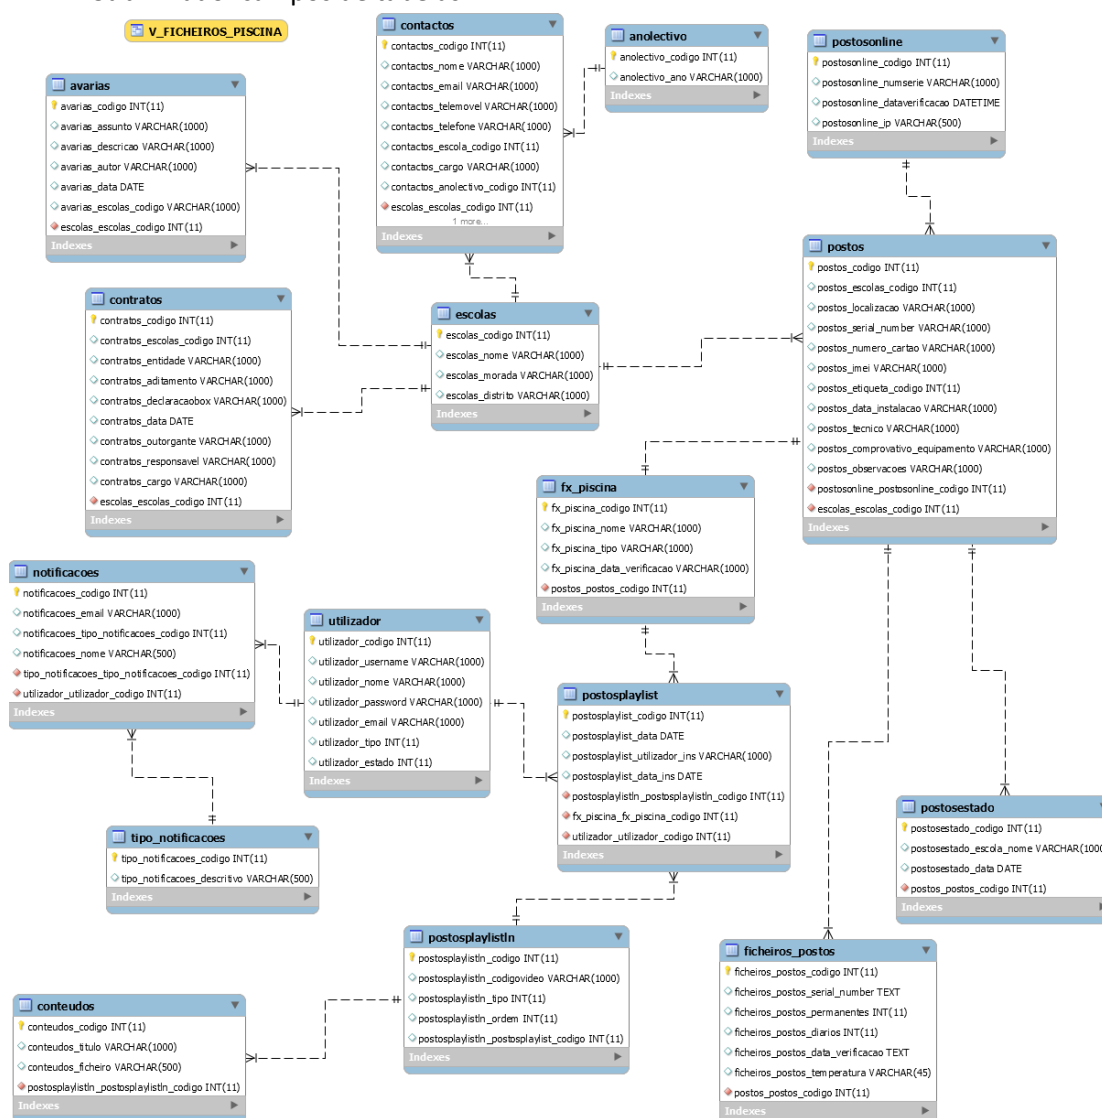 V_FICHEIROS_PISCINA
contactos
contactos_codigo INT(11)
contactos_nome VARCHAR(1000)
contactos_email VARCHAR(1000)
contactos_telemovel VARCHAR(1000)
contactos_telefone VARCHAR(1000)
contactos_escola_codigo INT(11)
contactos_cargo VARCHAR(1000)
contactos_anolectivo_codigo INT(11)
escolas_escolas_codigo INT(11)
1 more...
Indexes
anolectivo
anolectivo_codigo INT(11)
anolectivo_ano VARCHAR(1000)
Indexes
postosonline
postosonline_codigo INT(11)
postosonline_numserie VARCHAR(1000)
postosonline_dataverificacao DATETIME
postosonline_ip VARCHAR(500)
Indexes
avarias
avarias_codigo INT(11)
avarias_assunto VARCHAR(1000)
avarias_descricao VARCHAR(1000)
avarias_autor VARCHAR(1000)
avarias_data DATE
avarias_escolas_codigo VARCHAR(1000)
escolas_escolas_codigo INT(11)
Indexes
postos
postos_codigo INT(11)
postos_escolas_codigo INT(11)
postos_localizacao VARCHAR(1000)
postos_serial_number VARCHAR(1000)
postos_numero_cartao VARCHAR(1000)
postos_imei VARCHAR(1000)
postos_etiqueta_codigo INT(11)
postos_data_instalacao VARCHAR(1000)
postos_tecnico VARCHAR(1000)
postos_comprovativo_equipamento VARCHAR(1000)
postos_observacoes VARCHAR(1000)
postosonline_postosonline_codigo INT(11)
escolas_escolas_codigo INT(11)
Indexes
contratos
contratos_codigo INT(11)
contratos_escolas_codigo INT(11)
contratos_entidade VARCHAR(1000)
contratos_aditamento VARCHAR(1000)
contratos_declaracaobox VARCHAR(1000)
contratos_data DATE
contratos_outorgante VARCHAR(1000)
contratos_responsavel VARCHAR(1000)
contratos_cargo VARCHAR(1000)
escolas_escolas_codigo INT(11)
Indexes
escolas
escolas_codigo INT(11)
escolas_nome VARCHAR(1000)
escolas_morada VARCHAR(1000)
escolas_distrito VARCHAR(1000)
Indexes
fx_piscina
fx_piscina_codigo INT(11)
fx_piscina_nome VARCHAR(1000)
fx_piscina_tipo VARCHAR(1000)
fx_piscina_data_verificacao VARCHAR(1000)
postos_postos_codigo INT(11)
Indexes
notificacoes
notificacoes_codigo INT(11)
notificacoes_email VARCHAR(1000)
notificacoes_tipo_notificacoes_codigo INT(11)
notificacoes_nome VARCHAR(500)
tipo_notificacoes_tipo_notificacoes_codigo INT(11)
utilizador_utilizador_codigo INT(11)
Indexes
utilizador
utilizador_codigo INT(11)
utilizador_username VARCHAR(1000)
utilizador_nome VARCHAR(1000)
utilizador_password VARCHAR(1000)
utilizador_email VARCHAR(1000)
utilizador_tipo INT(11)
utilizador_estado INT(11)
Indexes
postosplaylist
postosplaylist_codigo INT(11)
postosplaylist_data DATE
postosplaylist_utilizador_ins VARCHAR(1000)
postosplaylist_data_ins DATE
postosplaylistln_postosplaylistln_codigo INT(11)
fx_piscina_fx_piscina_codigo INT(11)
utilizador_utilizador_codigo INT(11)
Indexes
postosestado
postosestado_codigo INT(11)
postosestado_escola_nome VARCHAR(1000
postosestado_data DATE
postos_postos_codigo INT(11)
Indexes
tipo_notificacoes
tipo_notificacoes_codigo INT(11)
tipo_notificacoes_descritivo VARCHAR(500)
Indexes
postosplaylistln
postosplaylistln_codigo INT(11)
postosplaylistln_codigovideo VARCHAR(1000)
postosplaylistln_tipo INT(11)
postosplaylistln_ordem INT(11)
postosplaylistln_postosplaylist_codigo INT(11)
Indexes
ficheiros_postos
ficheiros_postos_codigo INT(11)
ficheiros_postos_serial_number TEXT
ficheiros_postos_permanentes INT(11)
ficheiros_postos_diarios INT(11)
ficheiros_postos_data_verificacao TEXT
ficheiros_postos_temperatura VARCHAR(45)
postos_postos_codigo INT(11)
Indexes
conteudos
conteudos_codigo INT(11)
conteudos_titulo VARCHAR(1000)
conteudos_ficheiro VARCHAR(500)
postosplaylistln_postosplaylistln_codigo INT(11)
Indexes